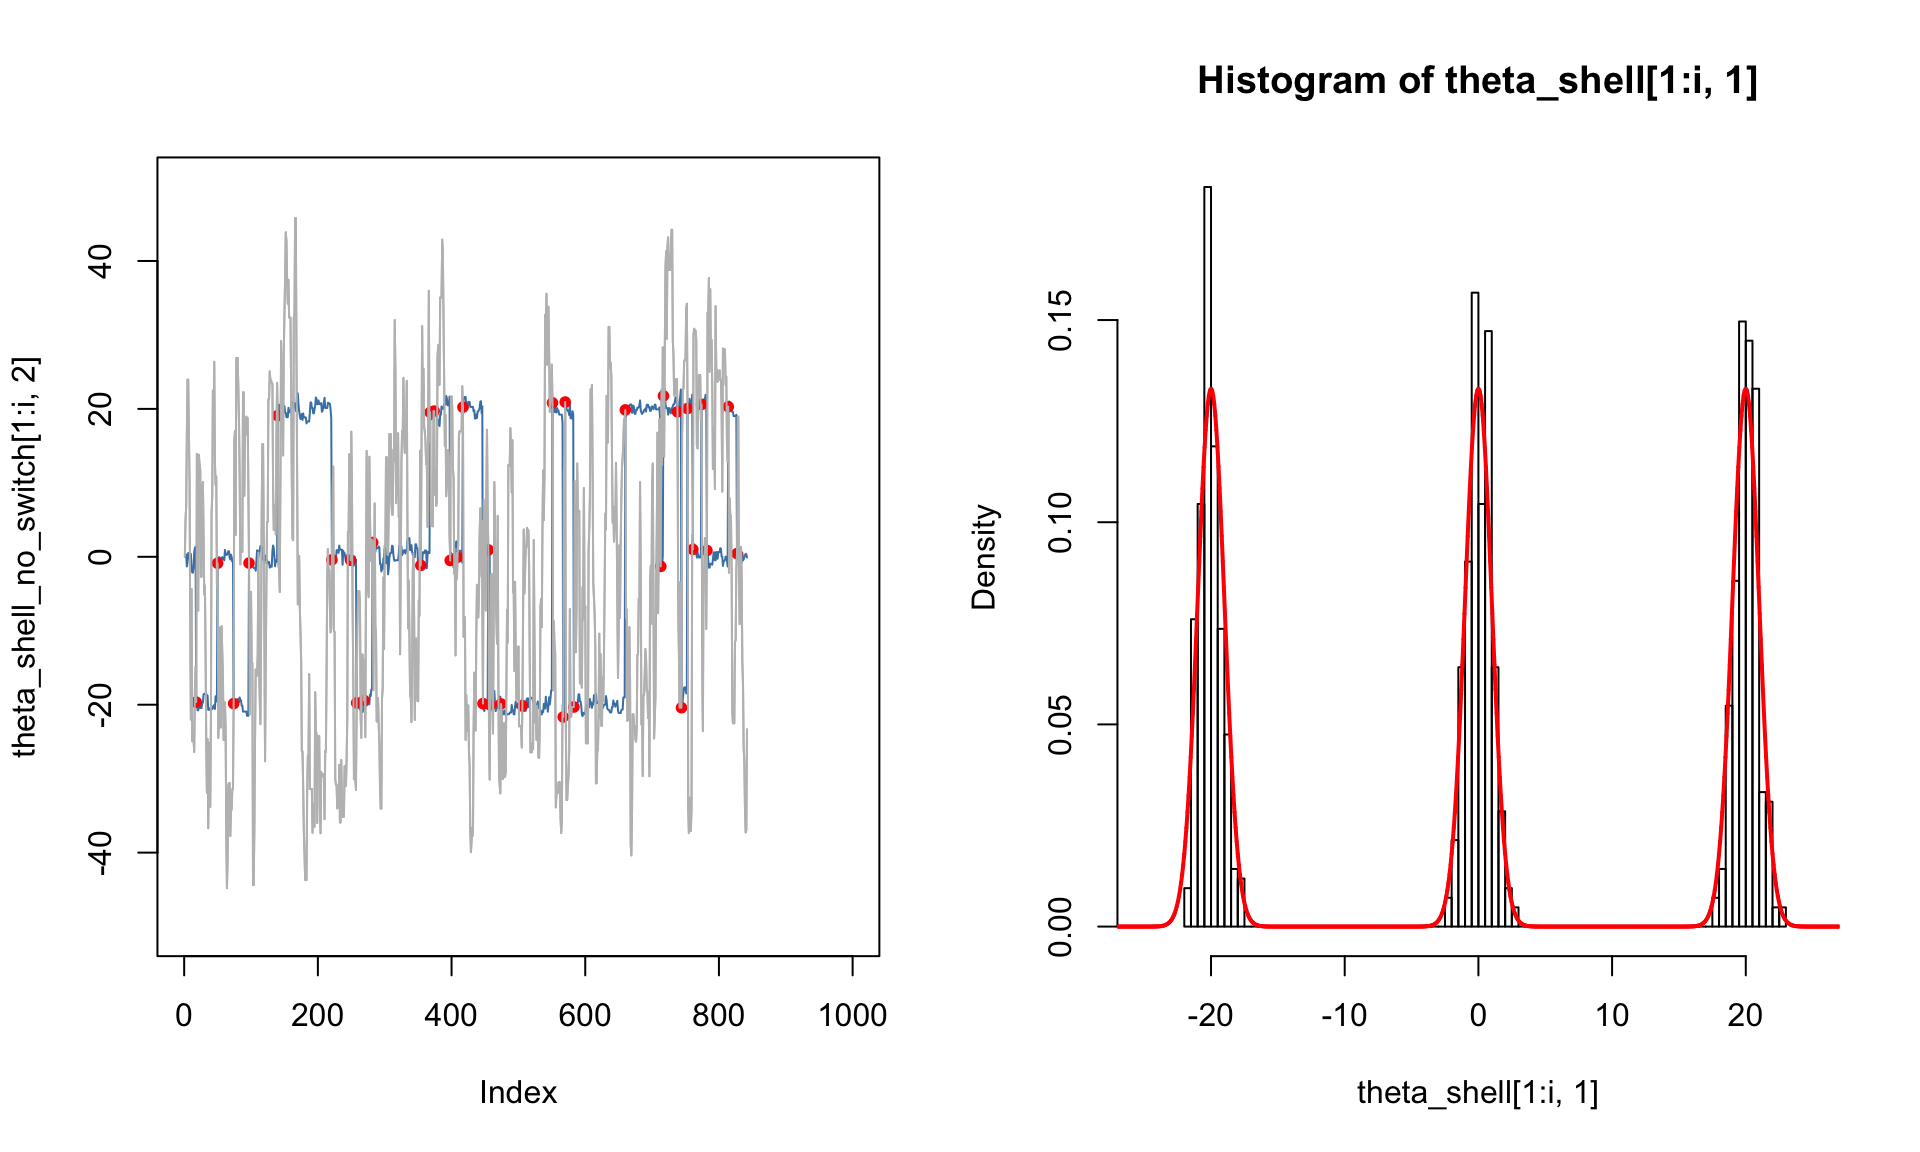 theta_shell_no_switch[1:i, 2]
40
20
0
-20
-40
0 200 400 600 800 1000
Index
Histogram of theta_shell[1:i, 1]
Density
0.15
0.10
0.05
0.00
-20 -10 0 10 20
theta_shell[1:i, 1]